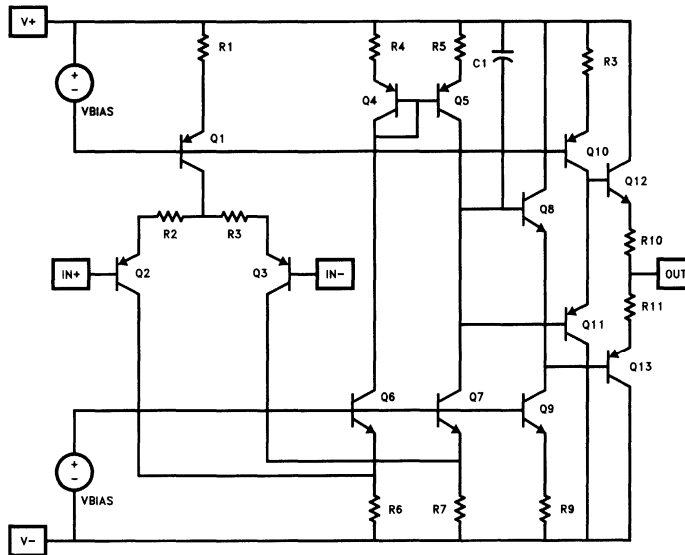 V+
R1
R4
R5
C1
R3
+
−
VBIAS
Q4
Q5
Q1
Q10
Q12
Q8
R2
R3
R10
IN+
Q2
Q3
IN−
OUT
R11
Q11
Q13
Q6
Q7
Q9
+
−
VBIAS
R6
R7
R9
V−